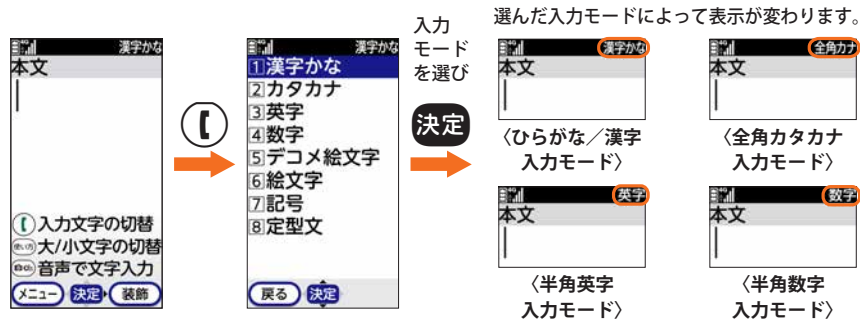 漢字かな
本文
入力文字の切替
使い方 大/小文字の切替
音声で文字入力
メニュー 決定 装飾
漢字かな
1漢字かな
2カタカナ
3英字
4数字
5デコメ絵文字
6絵文字
7記号
8定型文
戻る 決定
入力
モード
を選び
決定
選んだ入力モードによって表示が変わります。
漢字かな
本文
〈ひらがな/漢字
入力モード〉
全角カナ
本文
〈全角カタカナ
入力モード〉
英字
本文
〈半角英字
入力モード〉
数字
本文
〈半角数字
入力モード〉